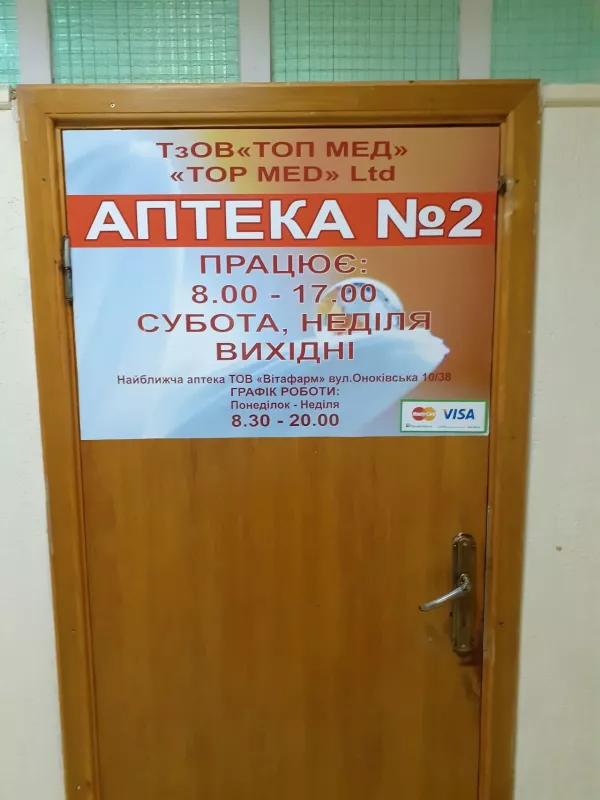 ТзОВ«ТОП МЕД»
«TOP MED» Ltd
АПТЕКА №2
ПРАЦЮЄ:
8.00 - 17.00
СУБОТА, НЕДІЛЯ
ВИХІДНІ
Найближча аптека ТОВ «Вітафарм» вул.Оноківська 10/38
ГРАФІК РОБОТИ:
Понеділок - Неділя
8.30 - 20.00
MasterCard VISA